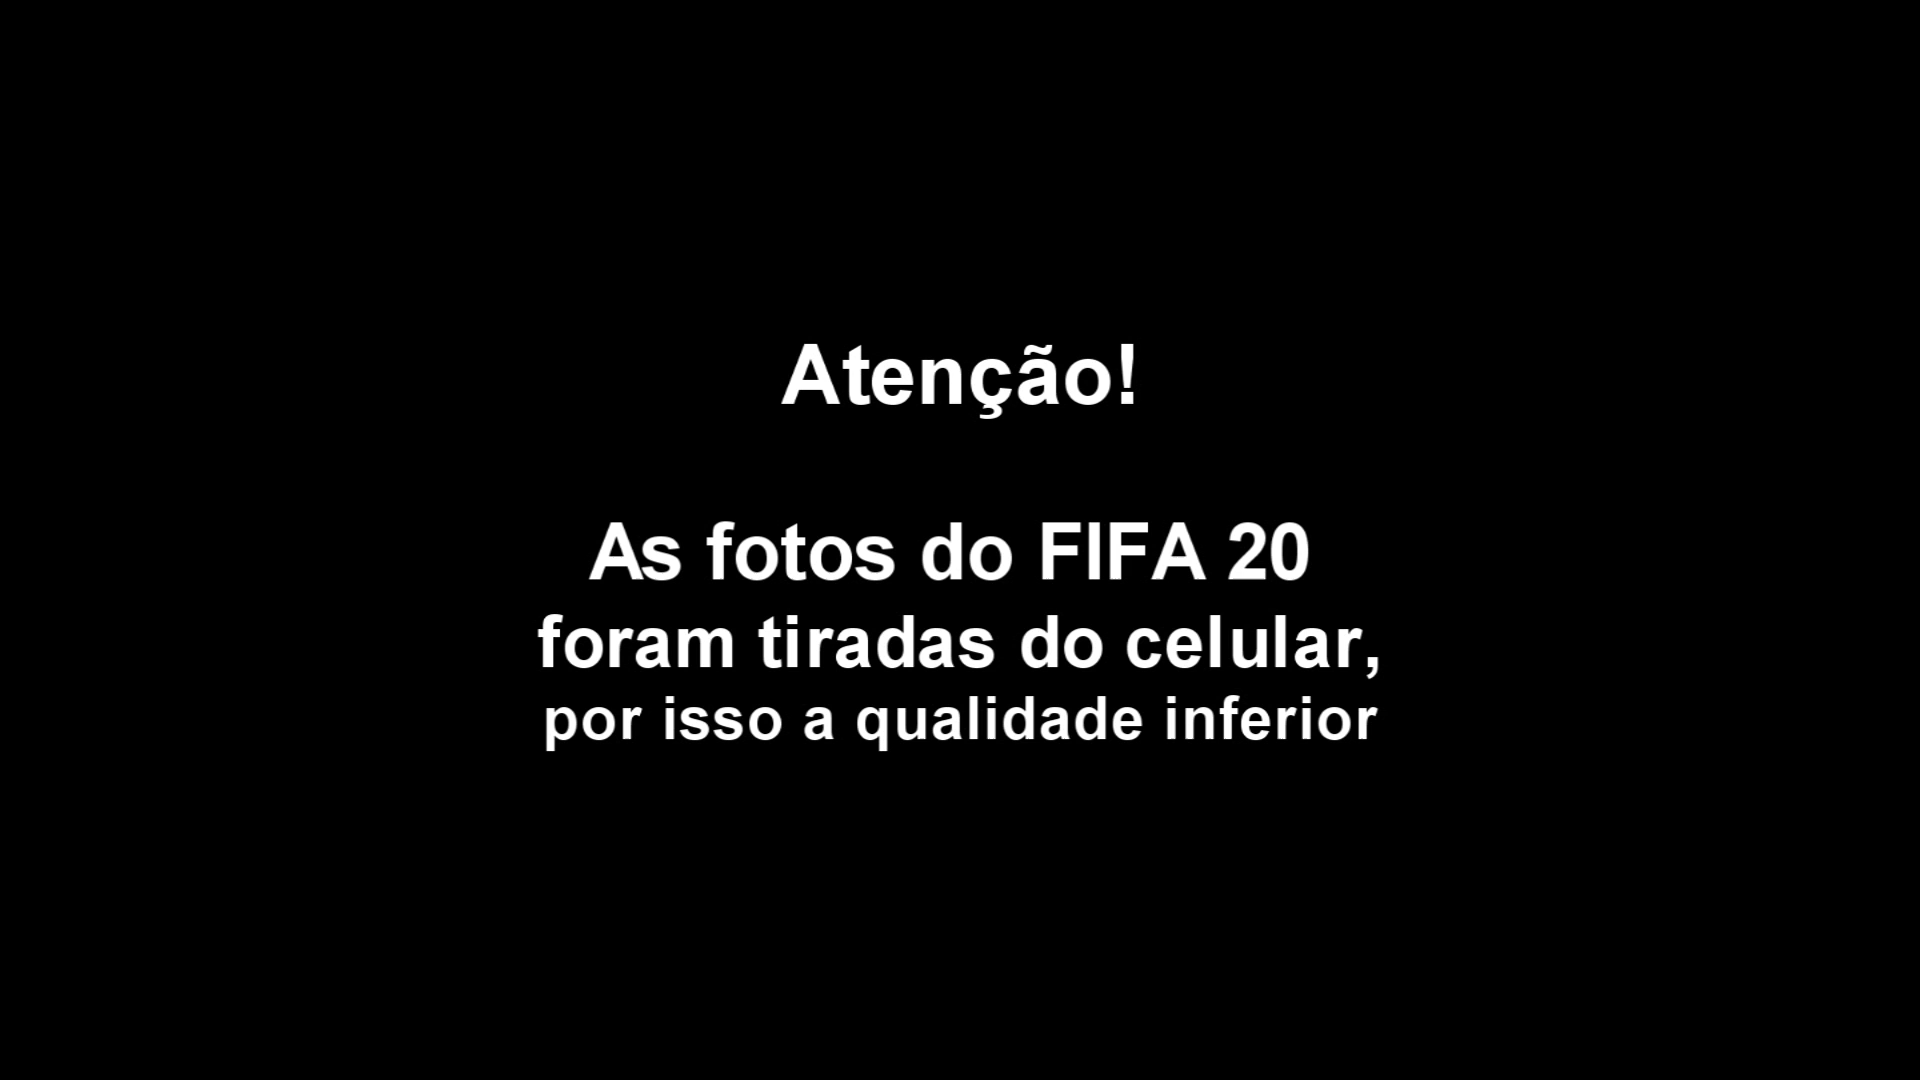 Atenção!
As fotos do FIFA 20
foram tiradas do celular,
por isso a qualidade inferior